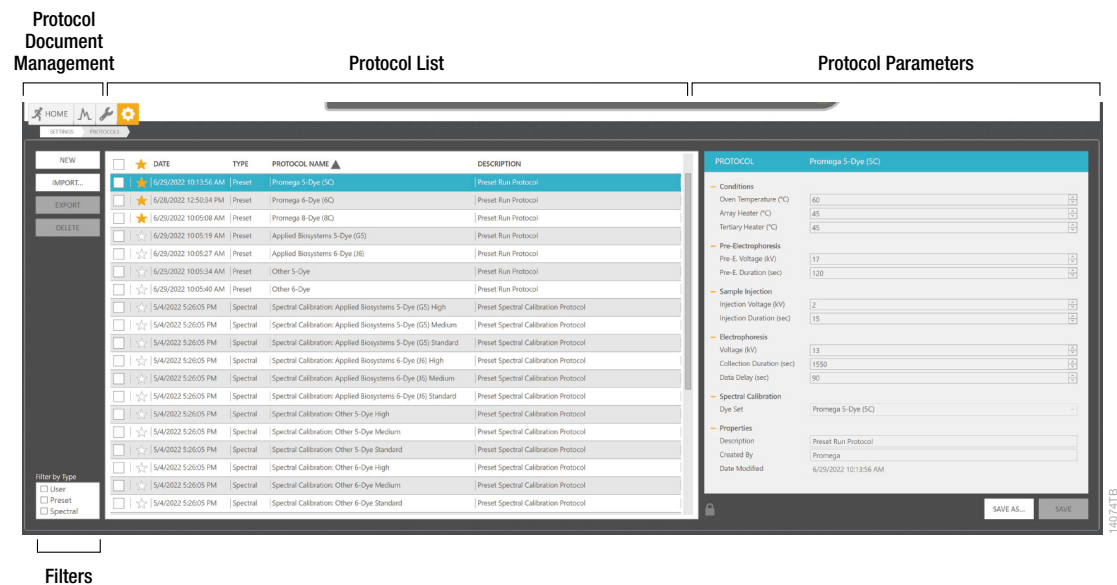 Protocol
Document
Management
Protocol List
Protocol Parameters
HOME
SETTINGS PROTOCOLS
NEW
IMPORT...
EXPORT
DELETE
Filter by Type
User
Preset
Spectral
DATE TYPE PROTOCOL NAME DESCRIPTION
6/29/2022 10:13:56 AM Preset Promega 5-Dye (5C) Preset Run Protocol
6/28/2022 12:50:34 PM Preset Promega 6-Dye (6C) Preset Run Protocol
6/29/2022 10:05:08 AM Preset Promega 8-Dye (8C) Preset Run Protocol
6/29/2022 10:05:19 AM Preset Applied Biosystems 5-Dye (G5) Preset Run Protocol
6/29/2022 10:05:27 AM Preset Applied Biosystems 6-Dye (J6) Preset Run Protocol
6/29/2022 10:05:34 AM Preset Other 5-Dye Preset Run Protocol
6/29/2022 10:05:40 AM Preset Other 6-Dye Preset Run Protocol
5/4/2022 5:26:05 PM Spectral Spectral Calibration: Applied Biosystems 5-Dye (G5) High Preset Spectral Calibration Protocol
5/4/2022 5:26:05 PM Spectral Spectral Calibration: Applied Biosystems 5-Dye (G5) Medium Preset Spectral Calibration Protocol
5/4/2022 5:26:05 PM Spectral Spectral Calibration: Applied Biosystems 5-Dye (G5) Standard Preset Spectral Calibration Protocol
5/4/2022 5:26:05 PM Spectral Spectral Calibration: Applied Biosystems 6-Dye (J6) High Preset Spectral Calibration Protocol
5/4/2022 5:26:05 PM Spectral Spectral Calibration: Applied Biosystems 6-Dye (J6) Medium Preset Spectral Calibration Protocol
5/4/2022 5:26:05 PM Spectral Spectral Calibration: Applied Biosystems 6-Dye (J6) Standard Preset Spectral Calibration Protocol
5/4/2022 5:26:05 PM Spectral Spectral Calibration: Other 5-Dye High Preset Spectral Calibration Protocol
5/4/2022 5:26:05 PM Spectral Spectral Calibration: Other 5-Dye Medium Preset Spectral Calibration Protocol
5/4/2022 5:26:05 PM Spectral Spectral Calibration: Other 5-Dye Standard Preset Spectral Calibration Protocol
5/4/2022 5:26:05 PM Spectral Spectral Calibration: Other 6-Dye High Preset Spectral Calibration Protocol
5/4/2022 5:26:05 PM Spectral Spectral Calibration: Other 6-Dye Medium Preset Spectral Calibration Protocol
5/4/2022 5:26:05 PM Spectral Spectral Calibration: Other 6-Dye Standard Preset Spectral Calibration Protocol
PROTOCOL Promega 5-Dye (5C)
Conditions
Oven Temperature (°C) 60
Array Heater (°C) 45
Tertiary Heater (°C) 45
Pre-Electrophoresis
Pre-E. Voltage (kV) 17
Pre-E. Duration (sec) 120
Sample Injection
Injection Voltage (kV) 2
Injection Duration (sec) 15
Electrophoresis
Voltage (kV) 13
Collection Duration (sec) 1550
Data Delay (sec) 90
Spectral Calibration
Dye Set Promega 5-Dye (5C)
Properties
Description Preset Run Protocol
Created By Promega
Date Modified 6/29/2022 10:13:56 AM
SAVE AS... SAVE
14074TB
Filters